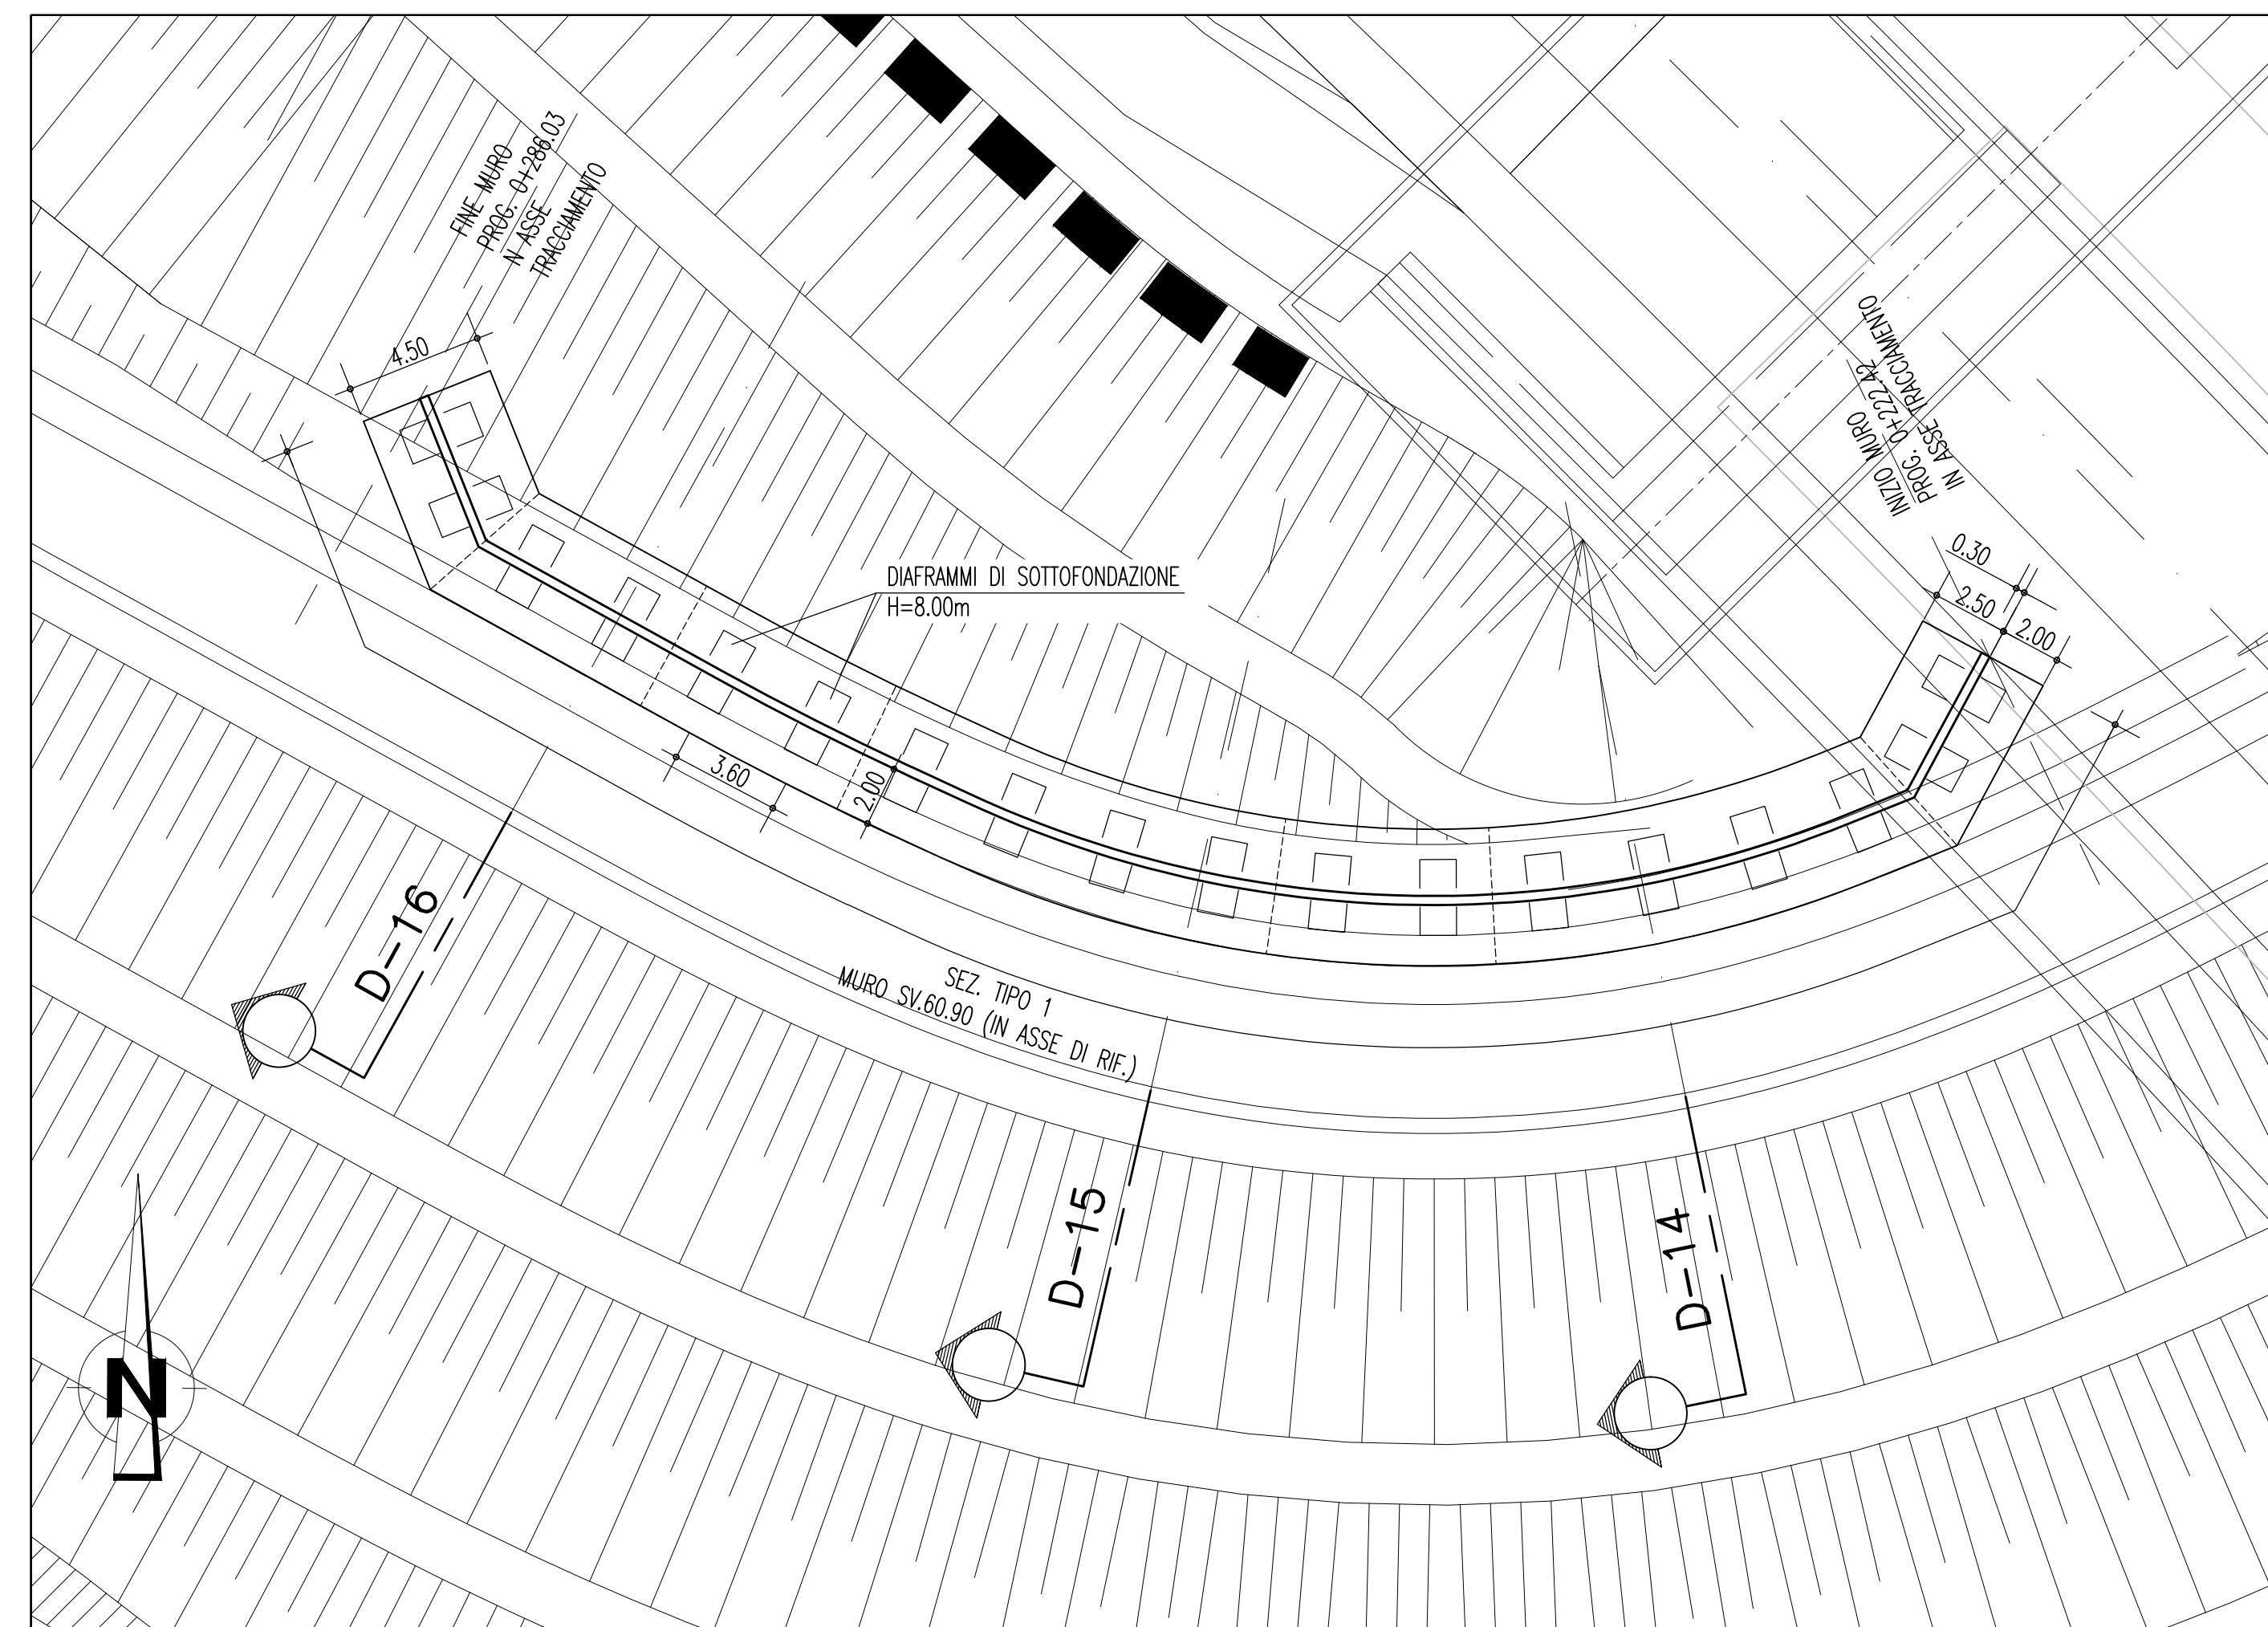 FINE MURO
PROG. 0+286.03
N ASSE
TRACCIAMENTO
4.50
DIAFRAMMI DI SOTTOFONDAZIONE
H=8.00m
INIZIO MURO
PROG. 0+222.42
IN ASSE TRACCIAMENTO
0.30
2.50
2.00
3.60
2.00
SEZ. TIPO 1
MURO SV.60.90 (IN ASSE DI RIF.)
D-16
D-15
D-14
N